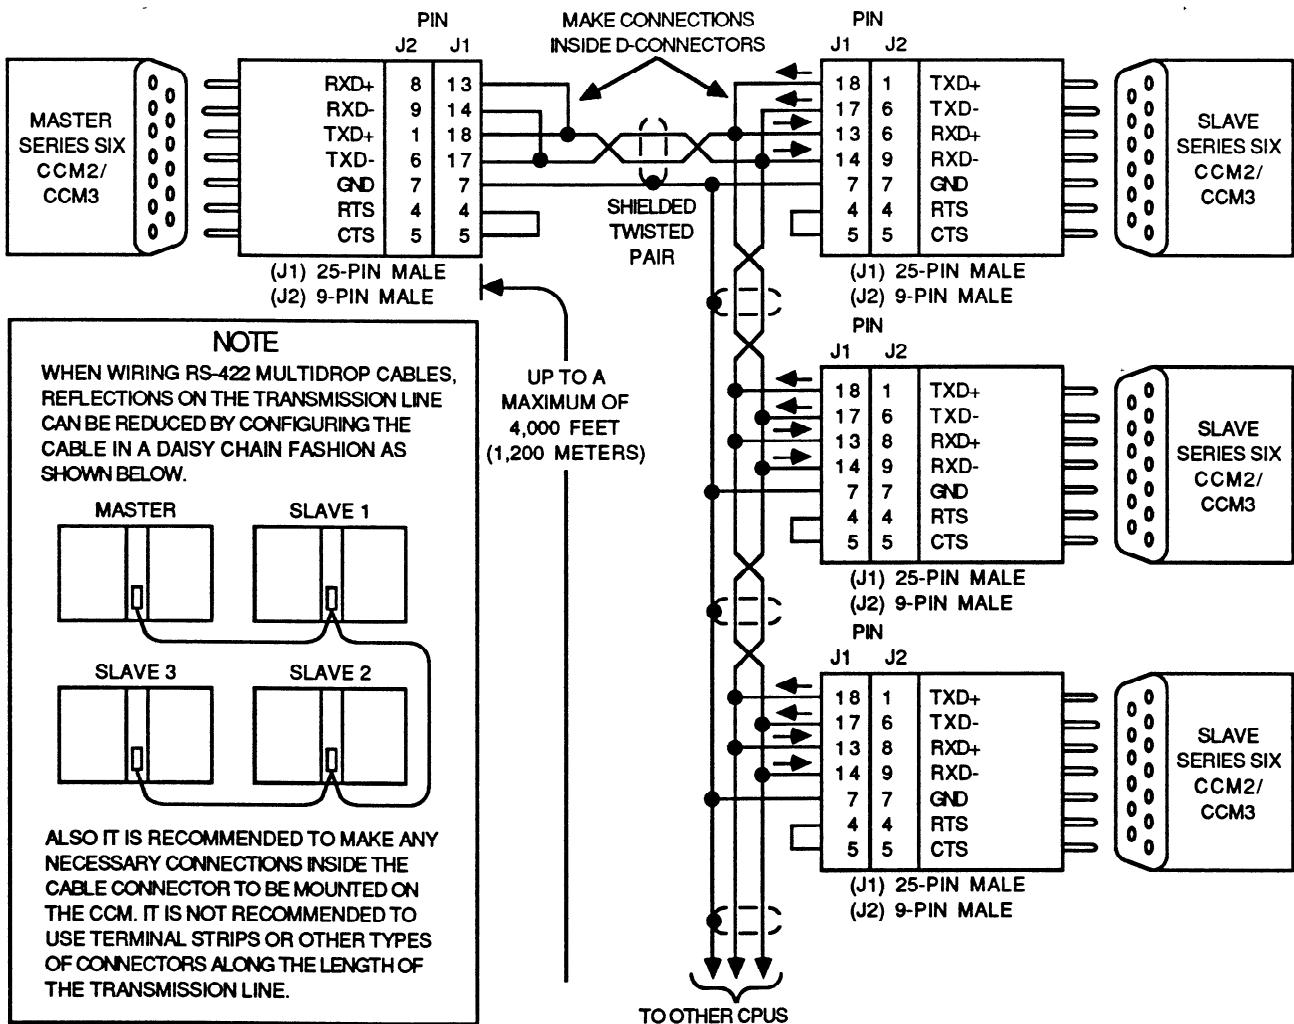 PIN
J2 J1
MAKE CONNECTIONS
INSIDE D-CONNECTORS
PIN
J1 J2
MASTER
SERIES SIX
CCM2/
CCM3
RXD+ 8 13
RXD- 9 14
TXD+ 1 18
TXD- 6 17
GND 7 7
RTS 4 4
CTS 5 5
(J1) 25-PIN MALE
(J2) 9-PIN MALE
SHIELDED
TWISTED
PAIR
18 1 TXD+
17 6 TXD-
13 6 RXD+
14 9 RXD-
7 7 GND
4 4 RTS
5 5 CTS
(J1) 25-PIN MALE
(J2) 9-PIN MALE
SLAVE
SERIES SIX
CCM2/
CCM3
NOTE
WHEN WIRING RS-422 MULTIDROP CABLES,
REFLECTIONS ON THE TRANSMISSION LINE
CAN BE REDUCED BY CONFIGURING THE
CABLE IN A DAISY CHAIN FASHION AS
SHOWN BELOW.
MASTER SLAVE 1
SLAVE 3 SLAVE 2
ALSO IT IS RECOMMENDED TO MAKE ANY
NECESSARY CONNECTIONS INSIDE THE
CABLE CONNECTOR TO BE MOUNTED ON
THE CCM. IT IS NOT RECOMMENDED TO
USE TERMINAL STRIPS OR OTHER TYPES
OF CONNECTORS ALONG THE LENGTH OF
THE TRANSMISSION LINE.
UP TO A
MAXIMUM OF
4,000 FEET
(1,200 METERS)
PIN
J1 J2
18 1 TXD+
17 6 TXD-
13 8 RXD+
14 9 RXD-
7 7 GND
4 4 RTS
5 5 CTS
(J1) 25-PIN MALE
(J2) 9-PIN MALE
SLAVE
SERIES SIX
CCM2/
CCM3
PIN
J1 J2
18 1 TXD+
17 6 TXD-
13 8 RXD+
14 9 RXD-
7 7 GND
4 4 RTS
5 5 CTS
(J1) 25-PIN MALE
(J2) 9-PIN MALE
SLAVE
SERIES SIX
CCM2/
CCM3
TO OTHER CPUS